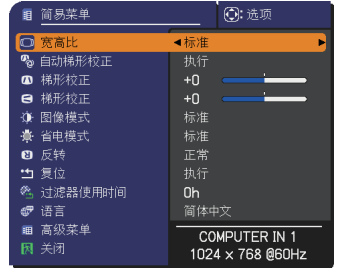 简易菜单 : 选项
宽高比 标准
自动梯形校正 执行
梯形校正 +0
梯形校正 +0
图像模式 标准
省电模式 标准
反转 正常
复位 执行
过滤器使用时间 0h
语言 简体中文
高级菜单
关闭
COMPUTER IN 1
1024 x 768 @60Hz